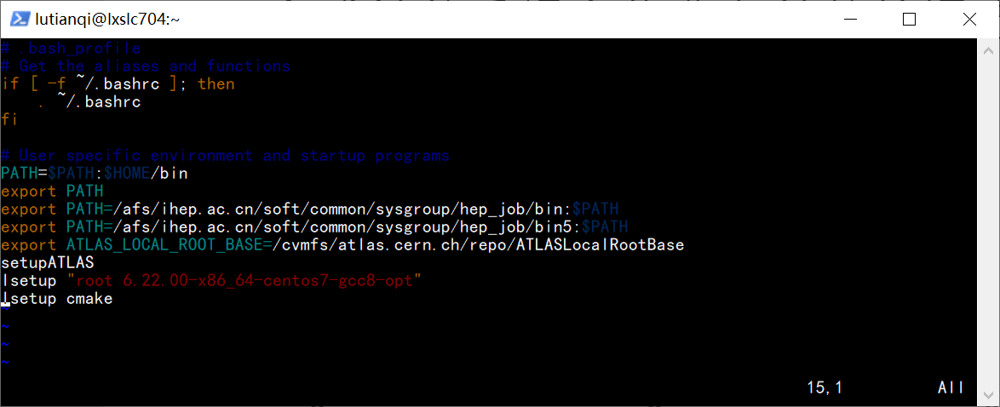 lutianqi@lxslc704:~
# .bash_profile
# Get the aliases and functions
if [ -f ~/.bashrc ]; then
    . ~/.bashrc
fi
# User specific environment and startup programs
PATH=$PATH:$HOME/bin
export PATH
export PATH=/afs/ihep.ac.cn/soft/common/sysgroup/hep_job/bin:$PATH
export PATH=/afs/ihep.ac.cn/soft/common/sysgroup/hep_job/bin5:$PATH
export ATLAS_LOCAL_ROOT_BASE=/cvmfs/atlas.cern.ch/repo/ATLASLocalRootBase
setupATLAS
lsetup "root 6.22.00-x86_64-centos7-gcc8-opt"
lsetup cmake
~
~
~
~
15,1 All